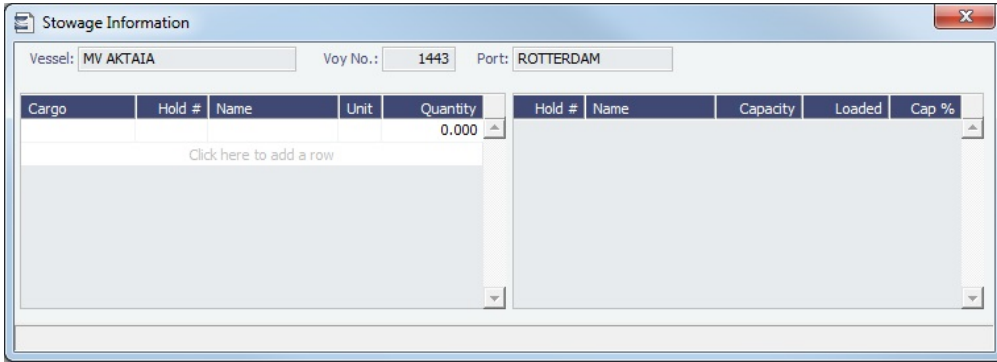 Stowage Information
Vessel: MV AKTAIA Voy No.: 1443 Port: ROTTERDAM
Cargo Hold # Name Unit Quantity Hold # Name Capacity Loaded Cap %
0.000
Click here to add a row